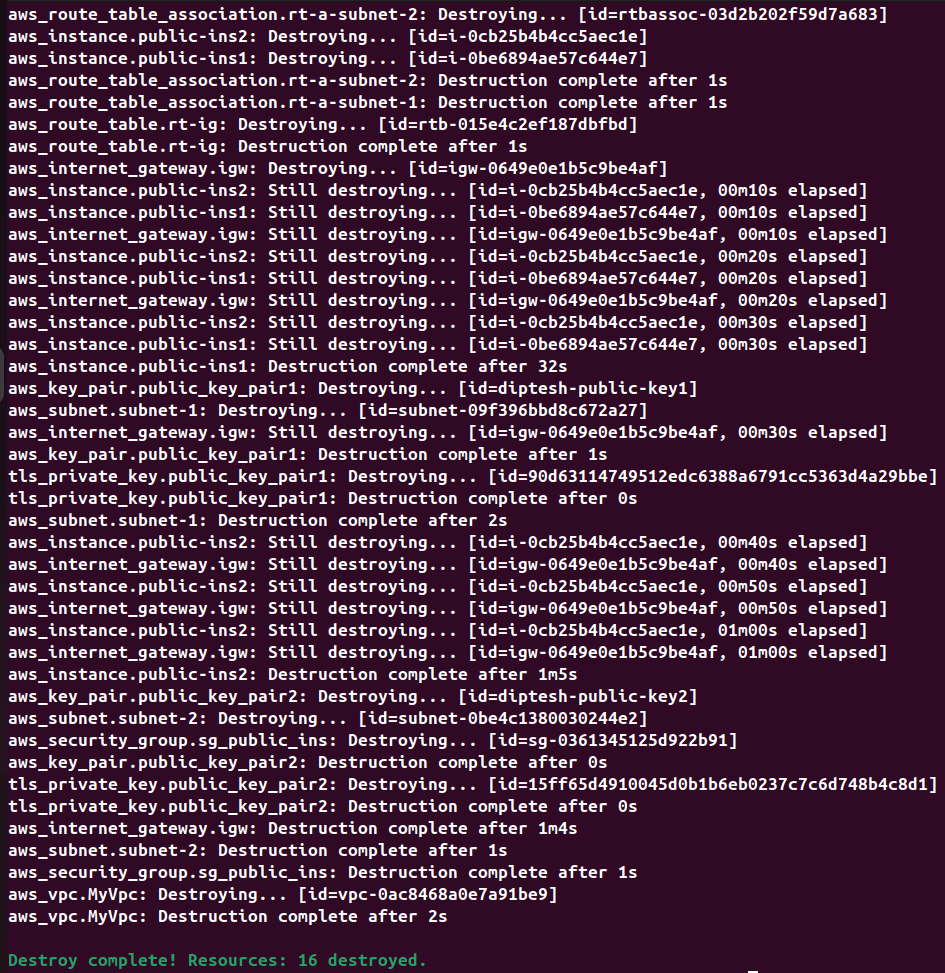 aws_route_table_association.rt-a-subnet-2: Destroying... [id=rtbassoc-03d2b202f59d7a683]
aws_instance.public-ins2: Destroying... [id=i-0cb25b4b4cc5aec1e]
aws_instance.public-ins1: Destroying... [id=i-0be6894ae57c644e7]
aws_route_table_association.rt-a-subnet-2: Destruction complete after 1s
aws_route_table_association.rt-a-subnet-1: Destruction complete after 1s
aws_route_table.rt-ig: Destroying... [id=rtb-015e4c2ef187dbfbd]
aws_route_table.rt-ig: Destruction complete after 1s
aws_internet_gateway.igw: Destroying... [id=igw-0649e0e1b5c9be4af]
aws_instance.public-ins2: Still destroying... [id=i-0cb25b4b4cc5aec1e, 00m10s elapsed]
aws_instance.public-ins1: Still destroying... [id=i-0be6894ae57c644e7, 00m10s elapsed]
aws_internet_gateway.igw: Still destroying... [id=igw-0649e0e1b5c9be4af, 00m10s elapsed]
aws_instance.public-ins2: Still destroying... [id=i-0cb25b4b4cc5aec1e, 00m20s elapsed]
aws_instance.public-ins1: Still destroying... [id=i-0be6894ae57c644e7, 00m20s elapsed]
aws_internet_gateway.igw: Still destroying... [id=igw-0649e0e1b5c9be4af, 00m20s elapsed]
aws_instance.public-ins2: Still destroying... [id=i-0cb25b4b4cc5aec1e, 00m30s elapsed]
aws_instance.public-ins1: Still destroying... [id=i-0be6894ae57c644e7, 00m30s elapsed]
aws_instance.public-ins1: Destruction complete after 32s
aws_key_pair.public_key_pair1: Destroying... [id=diptesh-public-key1]
aws_subnet.subnet-1: Destroying... [id=subnet-09f396bbd8c672a27]
aws_internet_gateway.igw: Still destroying... [id=igw-0649e0e1b5c9be4af, 00m30s elapsed]
aws_key_pair.public_key_pair1: Destruction complete after 1s
tls_private_key.public_key_pair1: Destroying... [id=90d63114749512edc6388a6791cc5363d4a29bbe]
tls_private_key.public_key_pair1: Destruction complete after 0s
aws_subnet.subnet-1: Destruction complete after 2s
aws_instance.public-ins2: Still destroying... [id=i-0cb25b4b4cc5aec1e, 00m40s elapsed]
aws_internet_gateway.igw: Still destroying... [id=igw-0649e0e1b5c9be4af, 00m40s elapsed]
aws_instance.public-ins2: Still destroying... [id=i-0cb25b4b4cc5aec1e, 00m50s elapsed]
aws_internet_gateway.igw: Still destroying... [id=igw-0649e0e1b5c9be4af, 00m50s elapsed]
aws_instance.public-ins2: Still destroying... [id=i-0cb25b4b4cc5aec1e, 01m00s elapsed]
aws_internet_gateway.igw: Still destroying... [id=igw-0649e0e1b5c9be4af, 01m00s elapsed]
aws_instance.public-ins2: Destruction complete after 1m5s
aws_key_pair.public_key_pair2: Destroying... [id=diptesh-public-key2]
aws_subnet.subnet-2: Destroying... [id=subnet-0be4c1380030244e2]
aws_security_group.sg_public_ins: Destroying... [id=sg-0361345125d922b91]
aws_key_pair.public_key_pair2: Destruction complete after 0s
tls_private_key.public_key_pair2: Destroying... [id=15ff65d4910045d0b1b6eb0237c7c6d748b4c8d1]
tls_private_key.public_key_pair2: Destruction complete after 0s
aws_internet_gateway.igw: Destruction complete after 1m4s
aws_subnet.subnet-2: Destruction complete after 1s
aws_security_group.sg_public_ins: Destruction complete after 1s
aws_vpc.MyVpc: Destroying... [id=vpc-0ac8468a0e7a91be9]
aws_vpc.MyVpc: Destruction complete after 2s
Destroy complete! Resources: 16 destroyed.